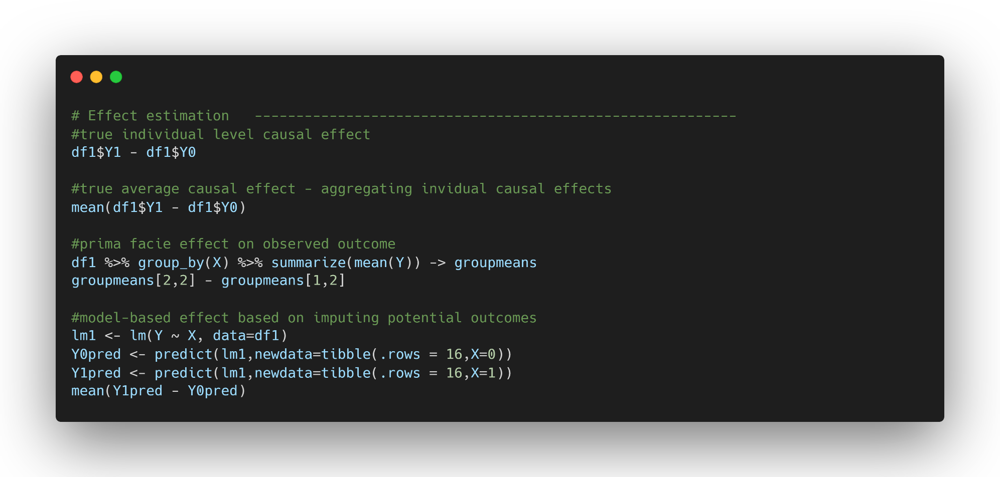 # Effect estimation   ----------------------------------------------------------
#true individual level causal effect
df1$Y1 - df1$Y0
#true average causal effect - aggregating invidual causal effects
mean(df1$Y1 - df1$Y0)
#prima facie effect on observed outcome
df1 %>% group_by(X) %>% summarize(mean(Y)) -> groupmeans
groupmeans[2,2] - groupmeans[1,2]
#model-based effect based on imputing potential outcomes
lm1 <- lm(Y ~ X, data=df1)
Y0pred <- predict(lm1,newdata=tibble(.rows = 16,X=0))
Y1pred <- predict(lm1,newdata=tibble(.rows = 16,X=1))
mean(Y1pred - Y0pred)